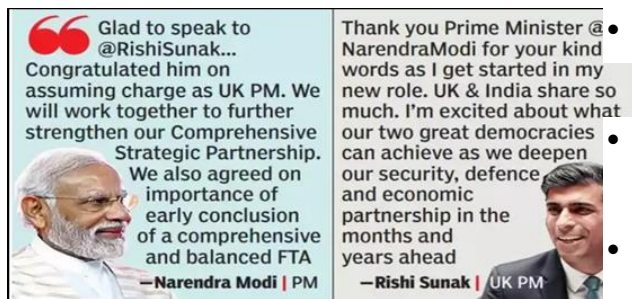 Glad to speak to
@RishiSunak...
Congratulated him on
assuming charge as UK PM. We
will work together to further
strengthen our Comprehensive
Strategic Partnership.
We also agreed on
importance of
early conclusion
of a comprehensive
and balanced FTA
—Narendra Modi | PM
Thank you Prime Minister @
NarendraModi for your kind
words as I get started in my
new role. UK & India share so
much. I'm excited about what
our two great democracies
can achieve as we deepen
our security, defence
and economic
partnership in the
months and
years ahead
—Rishi Sunak | UK PM